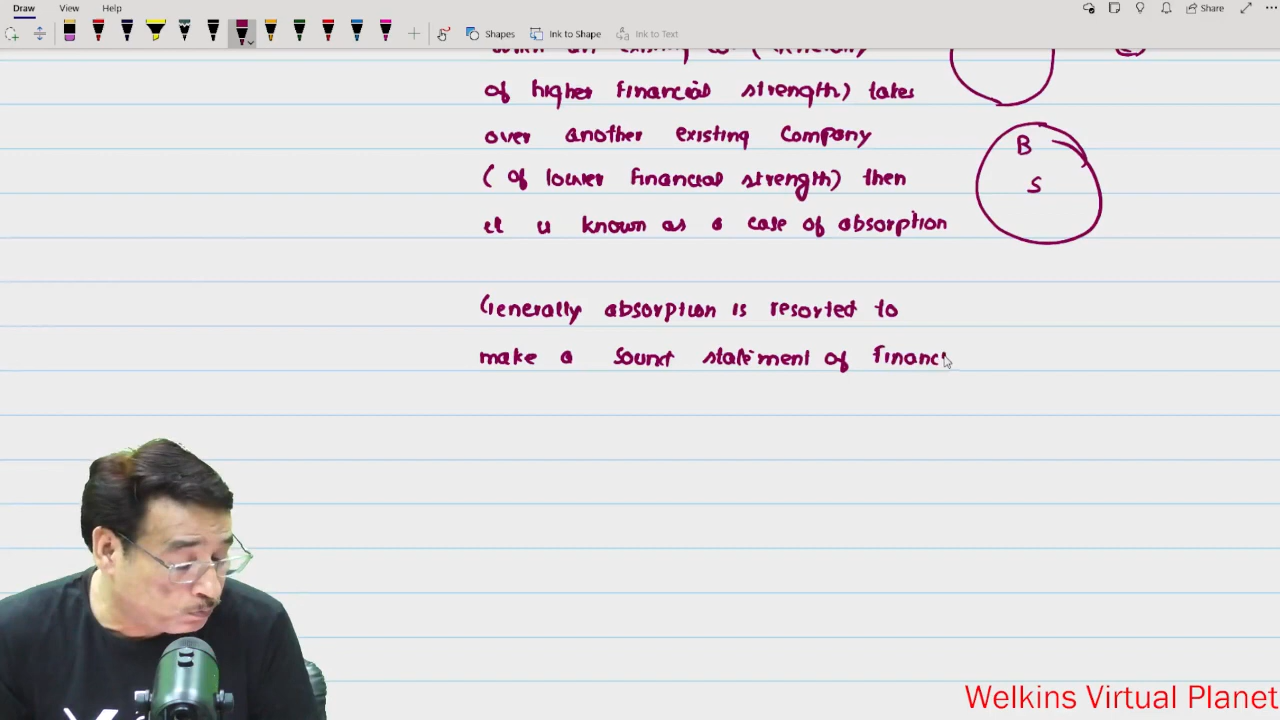 Draw View Help
Share
Shapes Ink to Shape Ink to Text
of higher financial strength) takes
over another existing Company
B
( of lower financial strength) then
S
it is known as a case of absorption
Generally absorption is resorted to
make a sound statement of financi
Welkins Virtual Planet